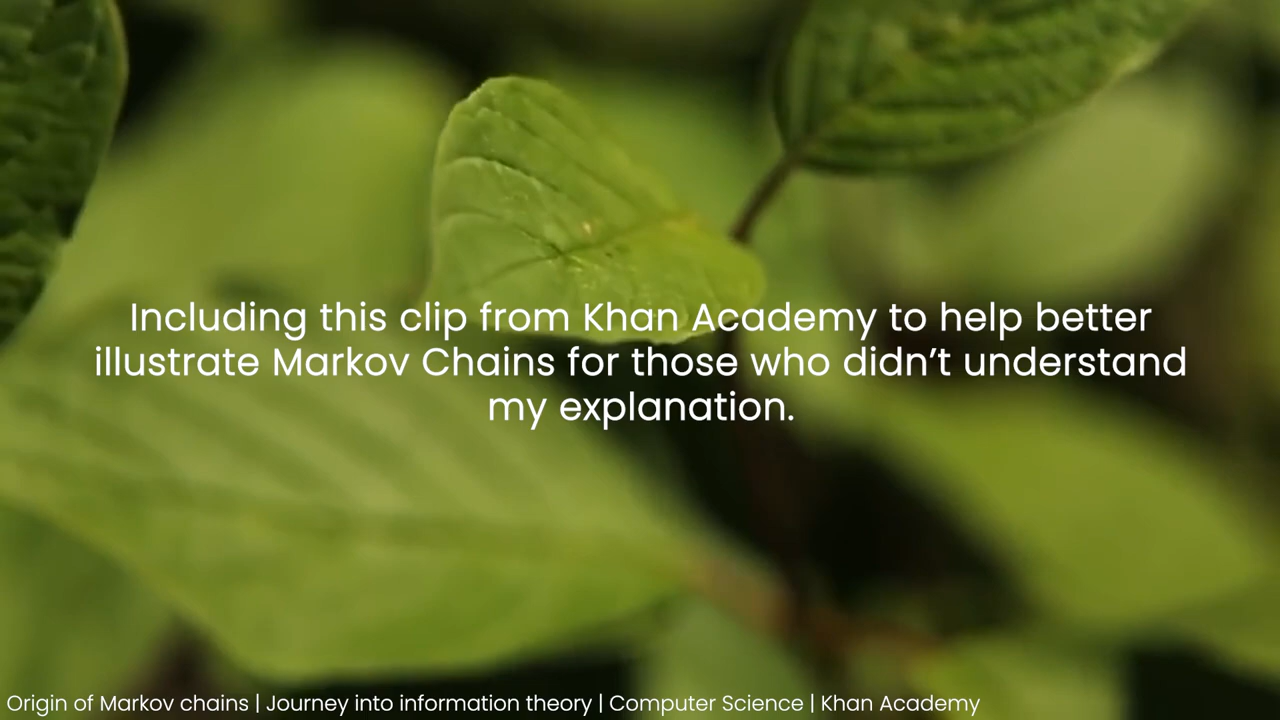 Including this clip from Khan Academy to help better
illustrate Markov Chains for those who didn’t understand
my explanation.
Origin of Markov chains | Journey into information theory | Computer Science | Khan Academy